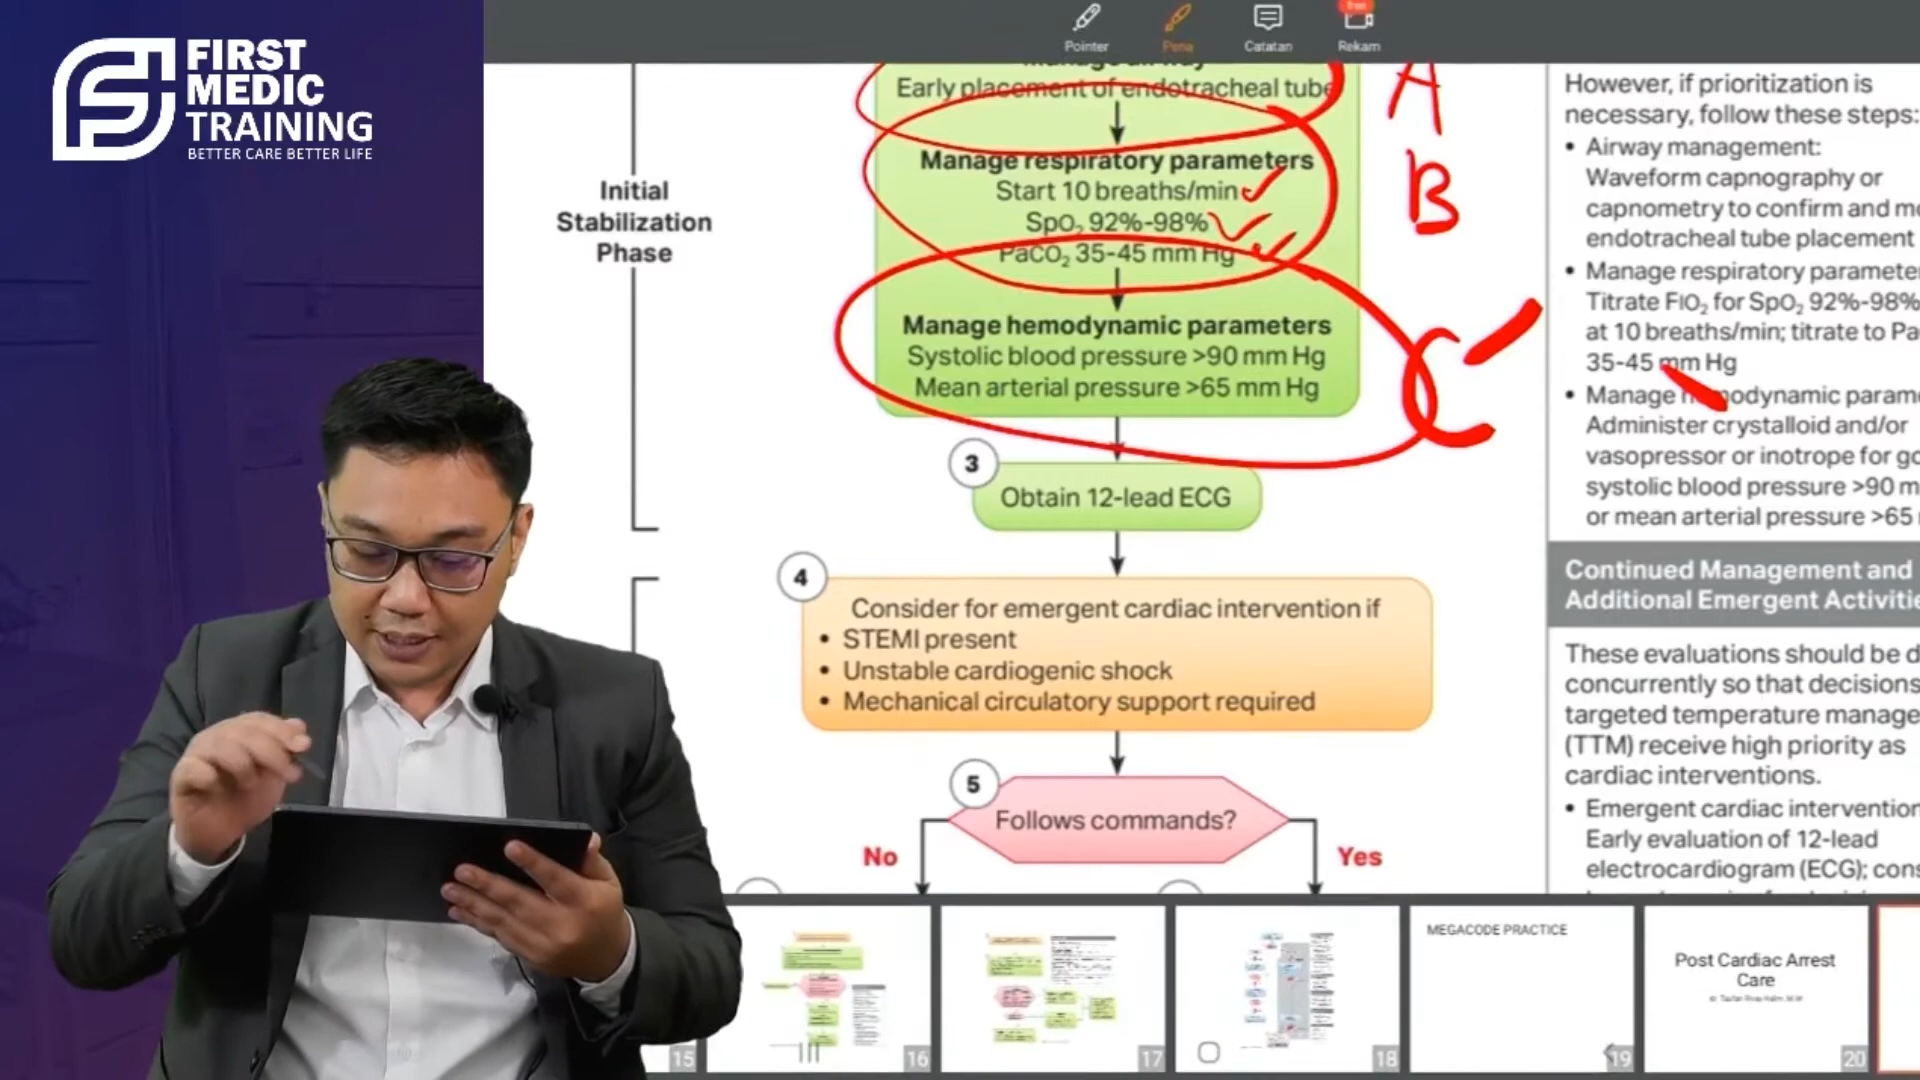 FIRST
MEDIC
TRAINING
BETTER CARE BETTER LIFE
Pointer
Pena
Catatan
free
Rekam
Manage airway
Early placement of endotracheal tube
A
Manage respiratory parameters
Start 10 breaths/min
SpO₂ 92%-98%
PaCO₂ 35-45 mm Hg
B
Initial
Stabilization
Phase
Manage hemodynamic parameters
Systolic blood pressure >90 mm Hg
Mean arterial pressure >65 mm Hg
C
3
Obtain 12-lead ECG
4
Consider for emergent cardiac intervention if
• STEMI present
• Unstable cardiogenic shock
• Mechanical circulatory support required
5
Follows commands?
No
Yes
However, if prioritization is
necessary, follow these steps:
• Airway management:
Waveform capnography or
capnometry to confirm and
endotracheal tube placement
• Manage respiratory
Titrate FIO₂ for SpO₂ 92%-98%
at 10 breaths/min; titrate to
35-45 mm Hg
• Manage hemodynamic
Administer crystalloid and/or
vasopressor or inotrope for
systolic blood pressure >90
or mean arterial pressure >65
Continued Management and
Additional Emergent
These evaluations should be
concurrently so that decisions
targeted temperature
(TTM) receive high priority as
cardiac interventions.
• Emergent cardiac intervention
Early evaluation of 12-lead
electrocardiogram (ECG);
15
16
17
18
MEGACODE PRACTICE
19
Post Cardiac Arrest
Care
20